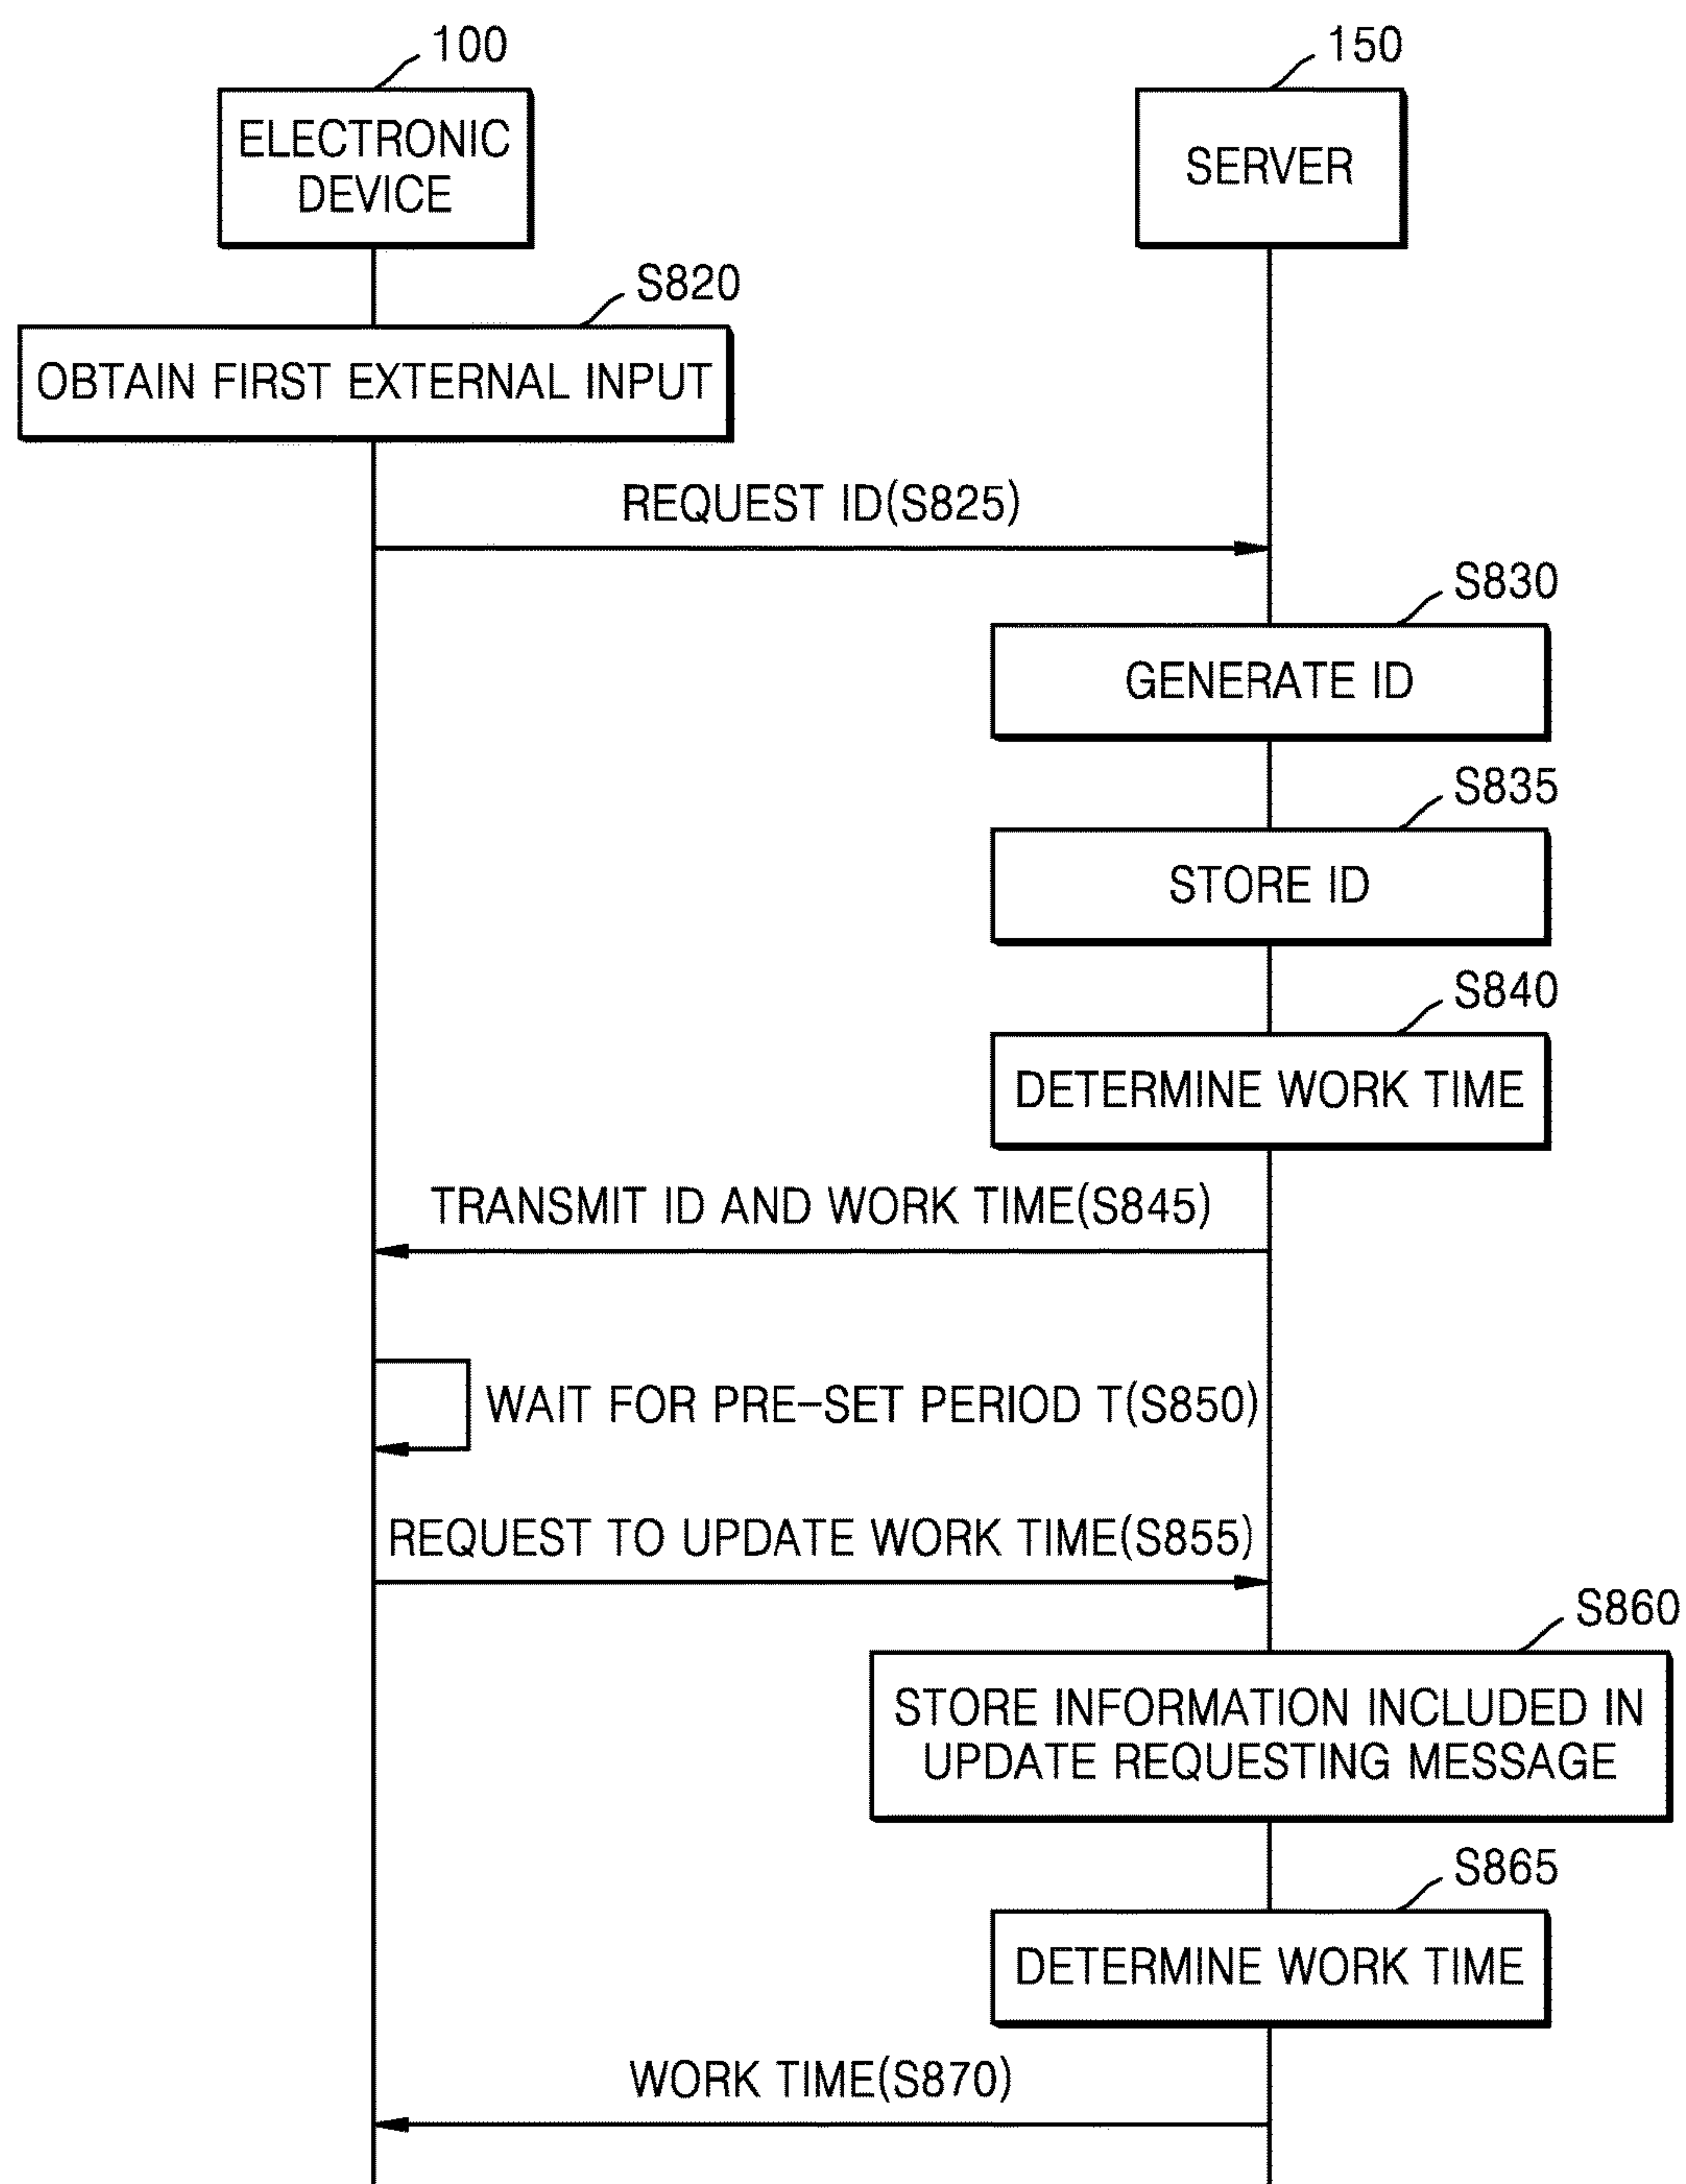 100
150
ELECTRONIC
DEVICE
SERVER
S820
OBTAIN FIRST EXTERNAL INPUT
REQUEST ID(S825)
S830
GENERATE ID
S835
STORE ID
S840
DETERMINE WORK TIME
TRANSMIT ID AND WORK TIME(S845)
WAIT FOR PRE-SET PERIOD T(S850)
REQUEST TO UPDATE WORK TIME(S855)
S860
STORE INFORMATION INCLUDED IN
UPDATE REQUESTING MESSAGE
S865
DETERMINE WORK TIME
WORK TIME(S870)